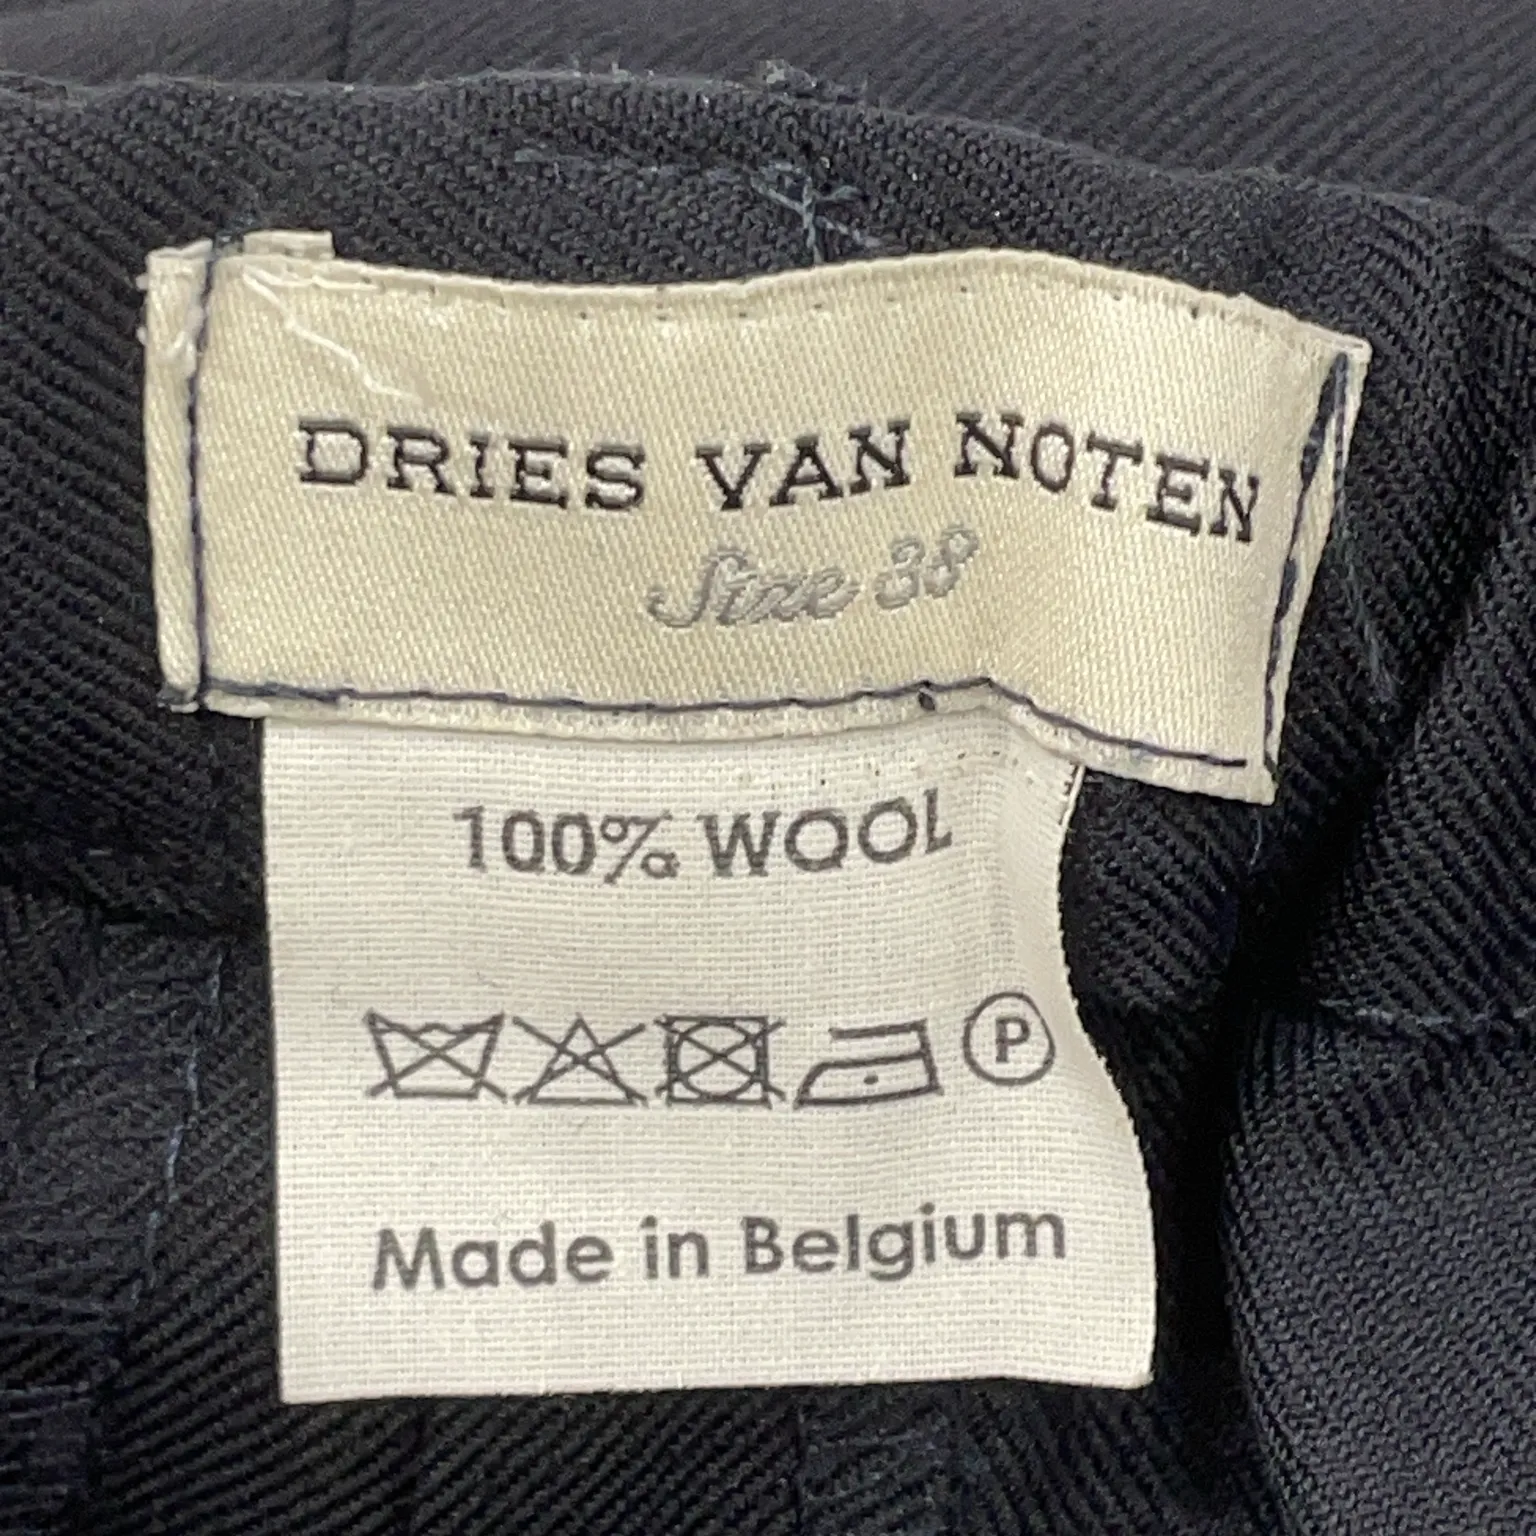 DRIES VAN NOTEN
Size 38
100% WOOL
P
Made in Belgium